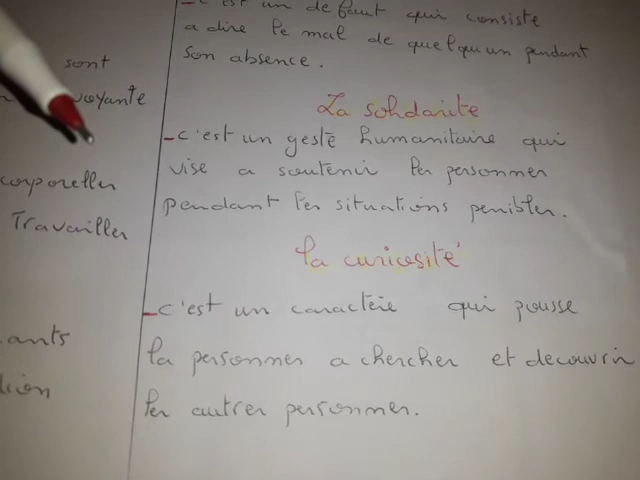 sont
voyante
corporelles
Travailler
ants
tion
- c'est un defaut qui consiste
a dire le mal de quelqu'un pendant
son absence.
La solidarite
- c'est un geste humanitaire qui
vise a soutenir les personnes
pendant les situations penibles.
la curiosité
- c'est un caractère qui pousse
la personnes a chercher et decouvrir
les autres personnes.